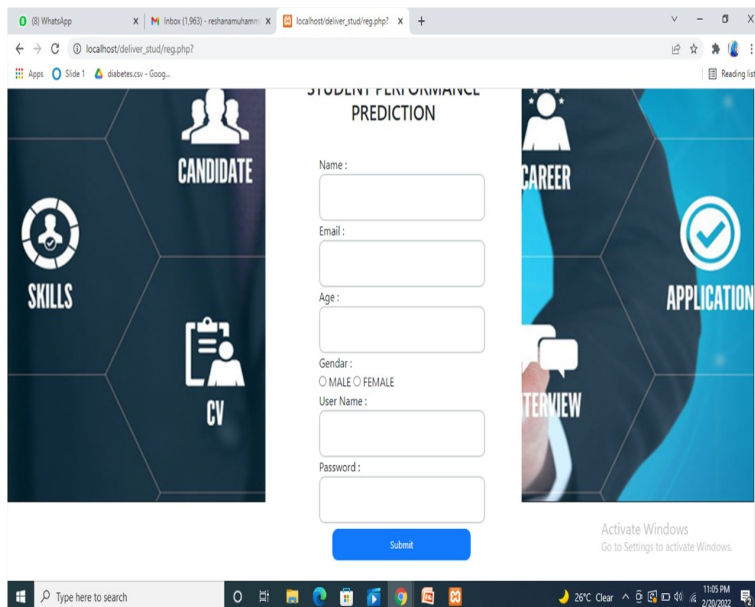 (8) WhatsApp
Inbox (1,963) - reshanamuhamm
localhost/deliver_stud/reg.php?
localhost/deliver_stud/reg.php?
Apps
Slide 1
diabetes.csv - Goog...
Reading list
STUDENT PERFORMANCE
PREDICTION
CANDIDATE
CAREER
SKILLS
APPLICATION
CV
TERVIEW
Name :
Email :
Age :
Gendar :
MALE FEMALE
User Name :
Password :
Submit
Activate Windows
Go to Settings to activate Windows.
Type here to search
26°C Clear
11:05 PM
2/20/2022